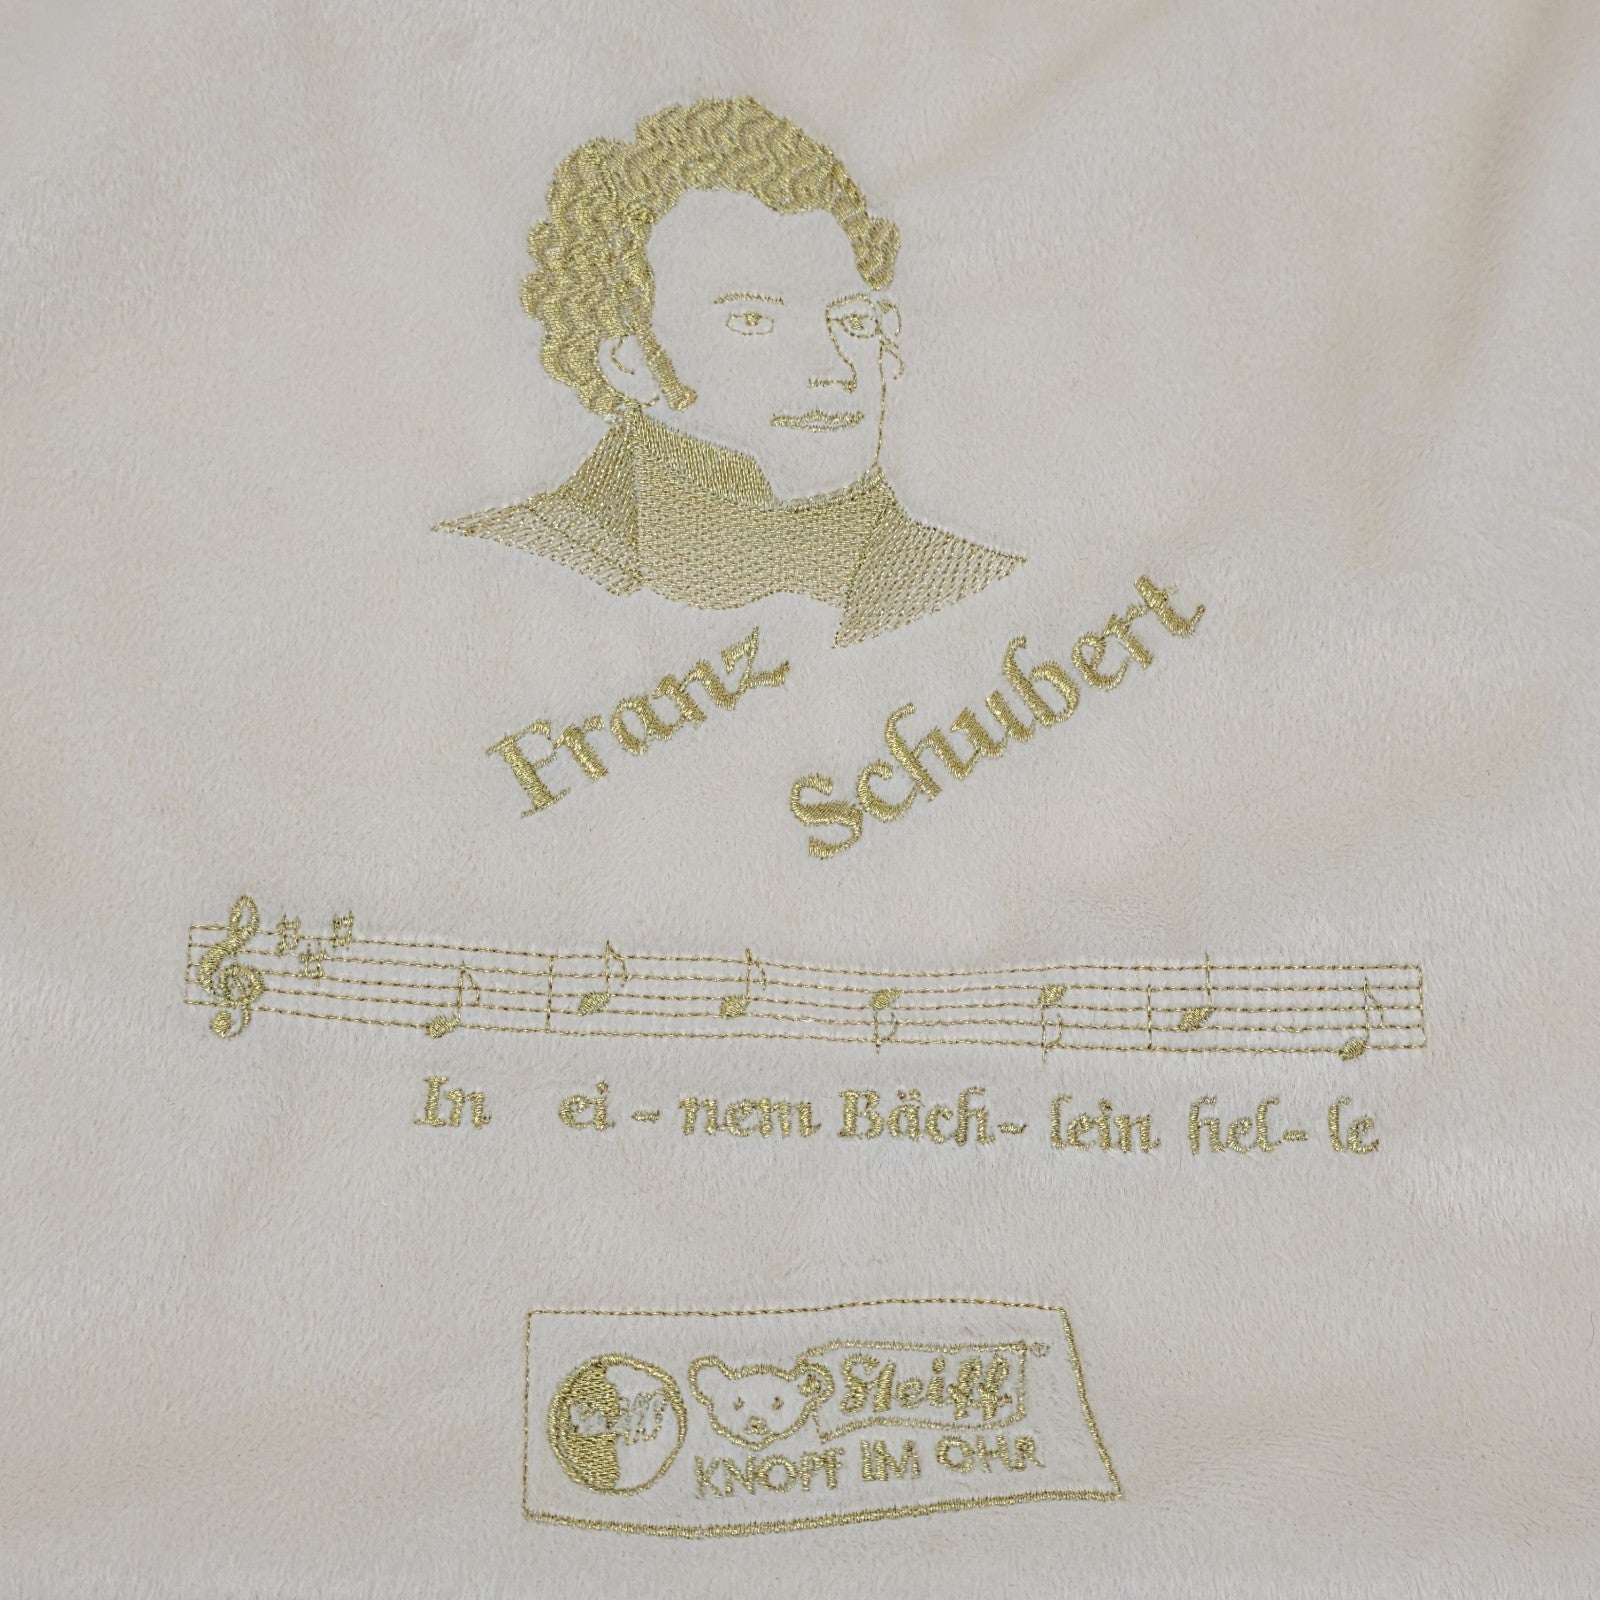 Franz
Schubert
In ei - nem Bäch- lein hel- le
Steiff
KNOPF IM OHR